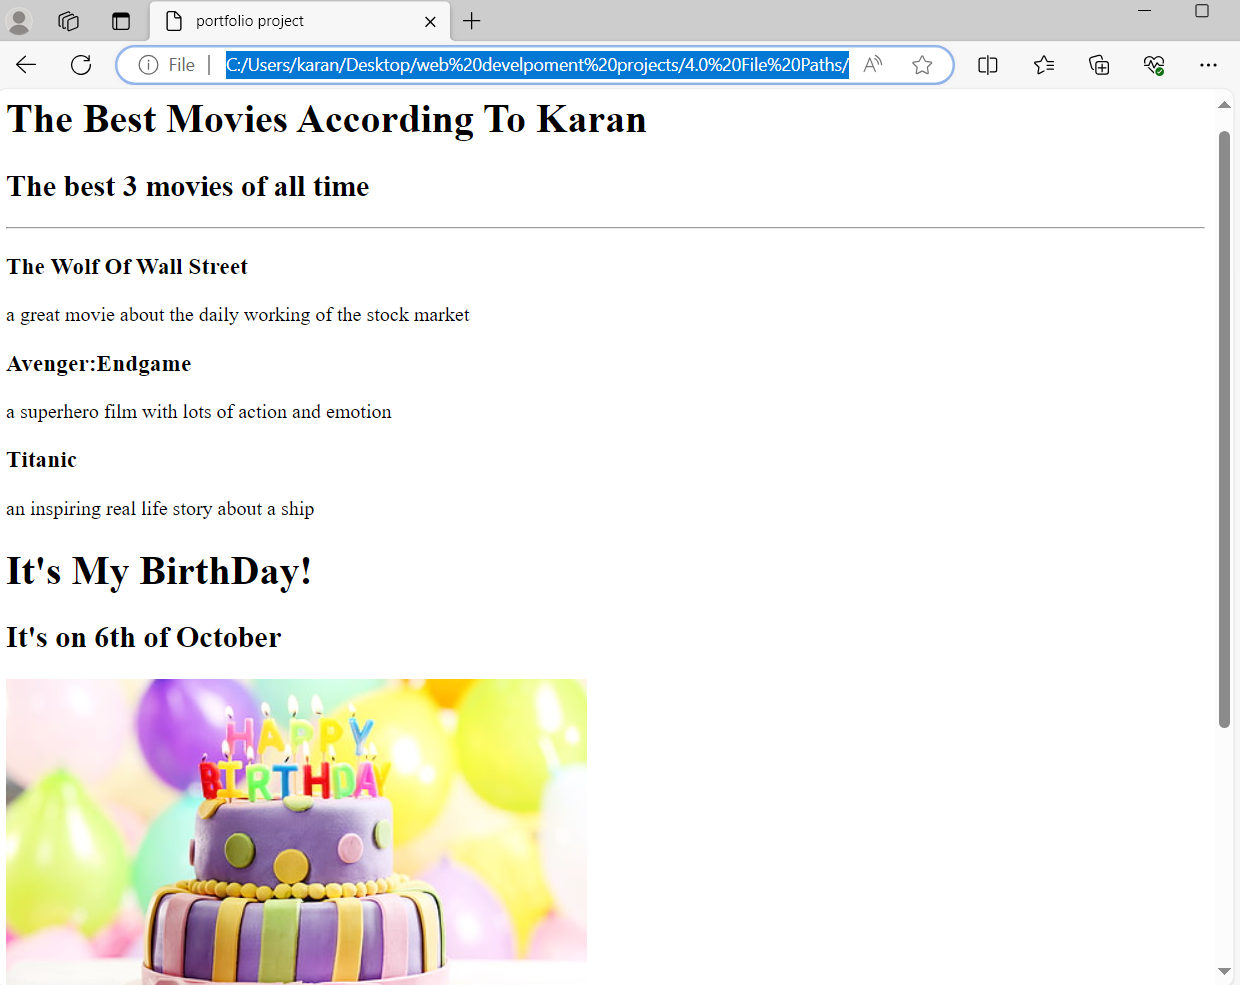 portfolio project
File | C:/Users/karan/Desktop/web%20develpoment%20projects/4.0%20File%20Paths/
The Best Movies According To Karan
The best 3 movies of all time
The Wolf Of Wall Street
a great movie about the daily working of the stock market
Avenger:Endgame
a superhero film with lots of action and emotion
Titanic
an inspiring real life story about a ship
It's My BirthDay!
It's on 6th of October
HAPPY
BIRTHDAY